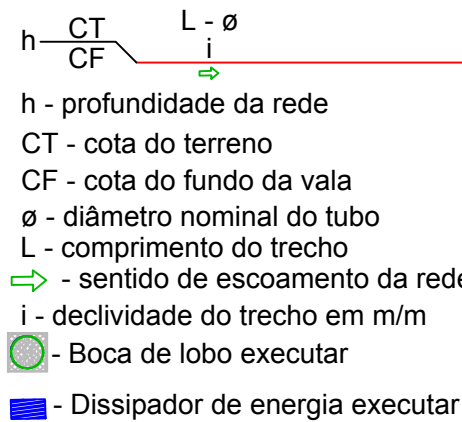 h CT L - ø
CF i
h - profundidade da rede
CT - cota do terreno
CF - cota do fundo da vala
ø - diâmetro nominal do tubo
L - comprimento do trecho
- sentido de escoamento da rede
i - declividade do trecho em m/m
- Boca de lobo executar
- Dissipador de energia executar